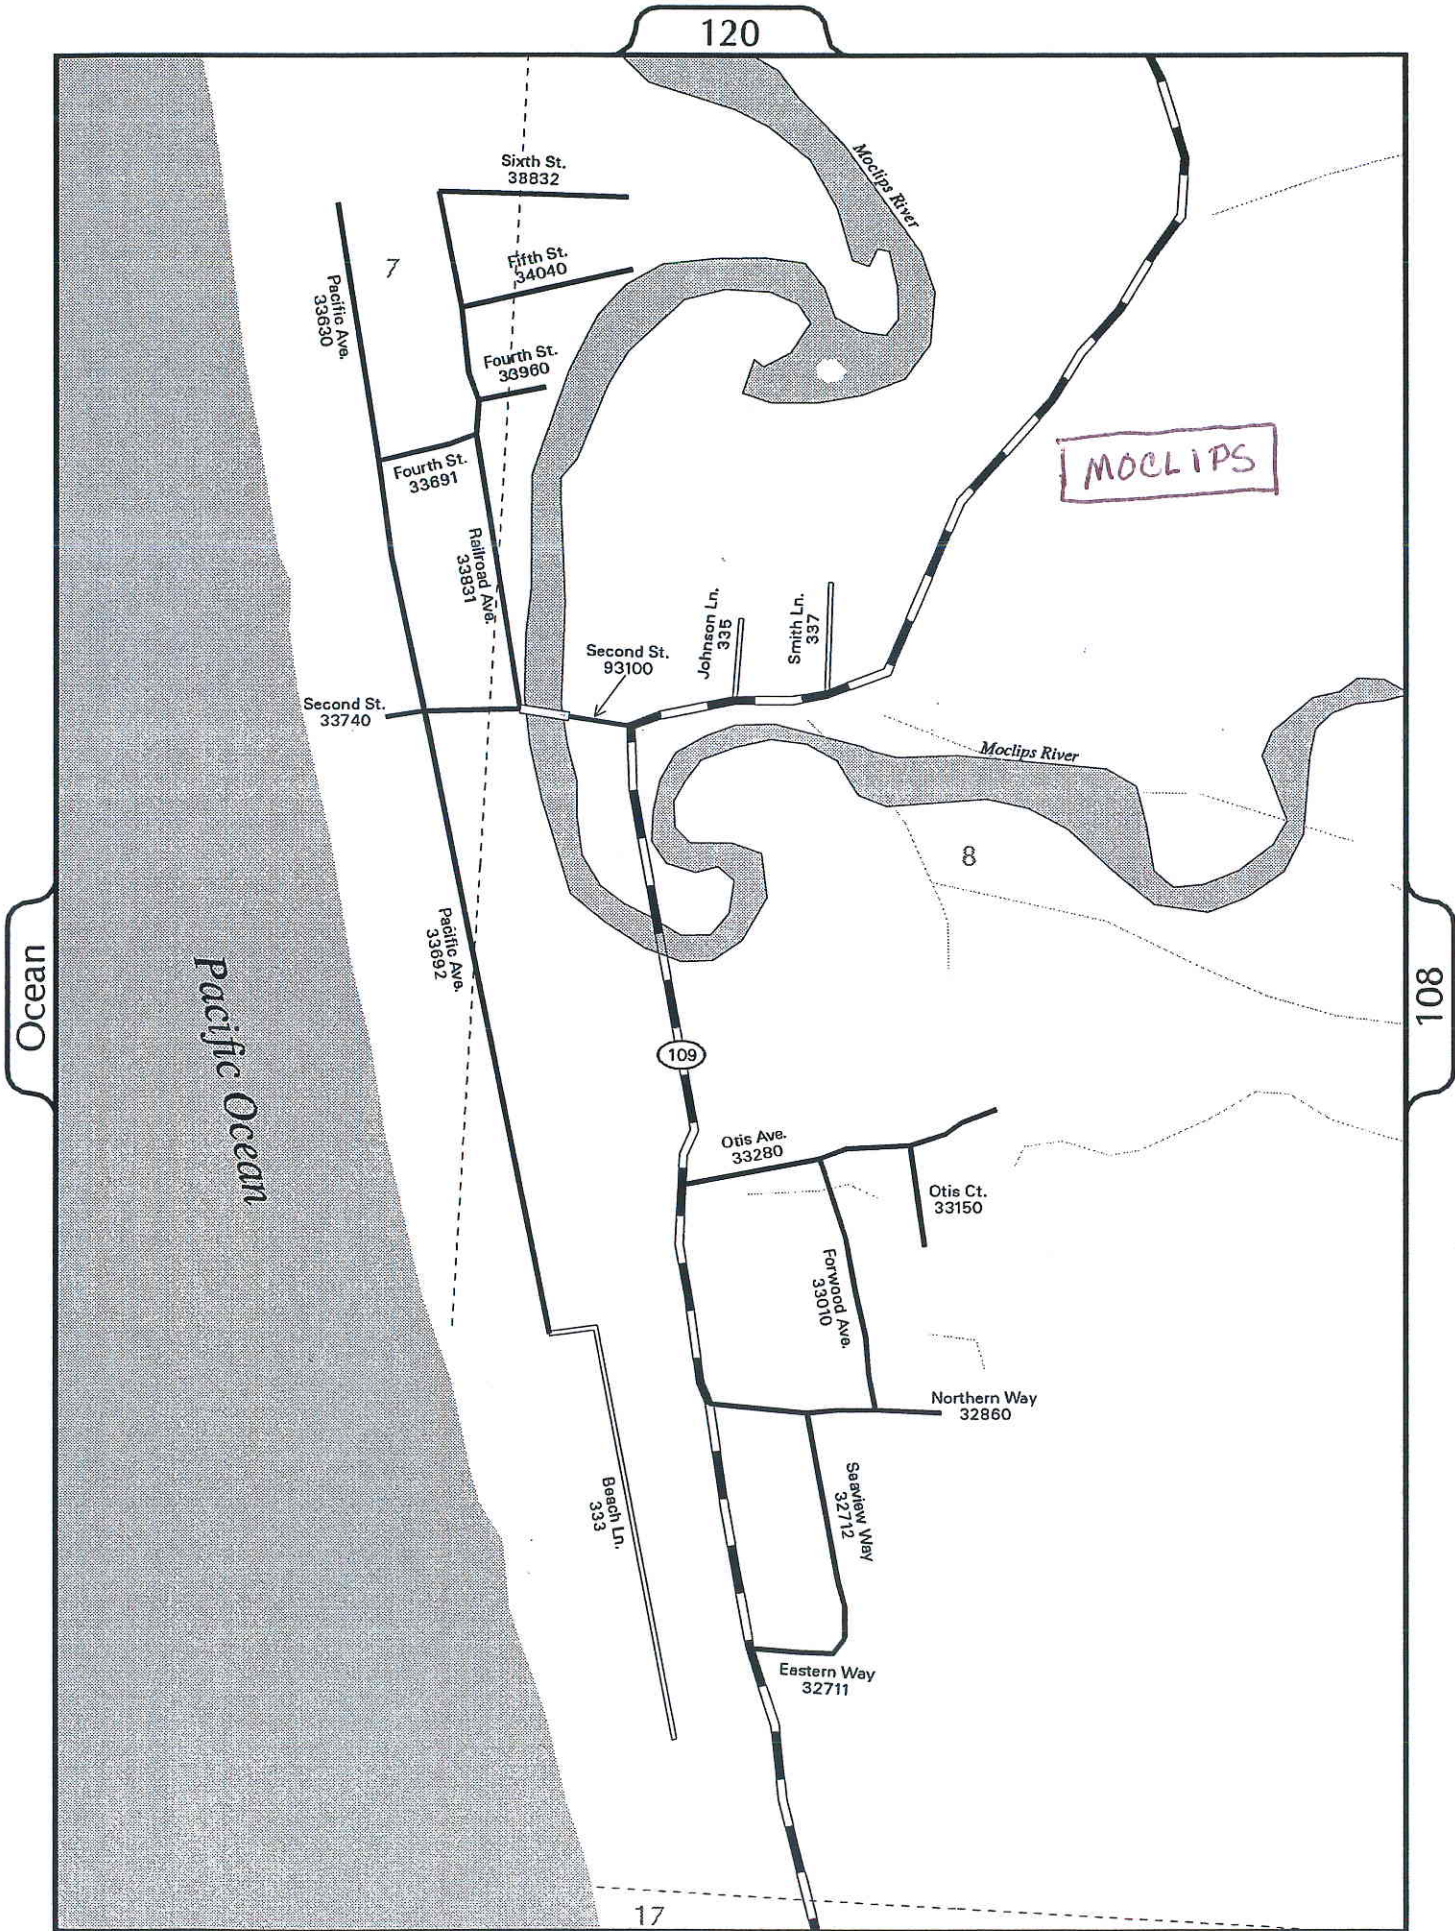 120
Moclips River
Sixth St.
38832
7
Fifth St.
34040
Pacific Ave.
33630
Fourth St.
33960
MOCLIPS
Fourth St.
33691
Railroad Ave.
33831
Johnson Ln.
335
Smith Ln.
337
Second St.
93100
Second St.
33740
Moclips River
8
Ocean
Pacific Ocean
Pacific Ave.
33692
108
109
Otis Ave.
33280
Otis Ct.
33150
Forwood Ave.
33010
Northern Way
32860
Beach Ln.
333
Seaview Way
32712
Eastern Way
32711
17